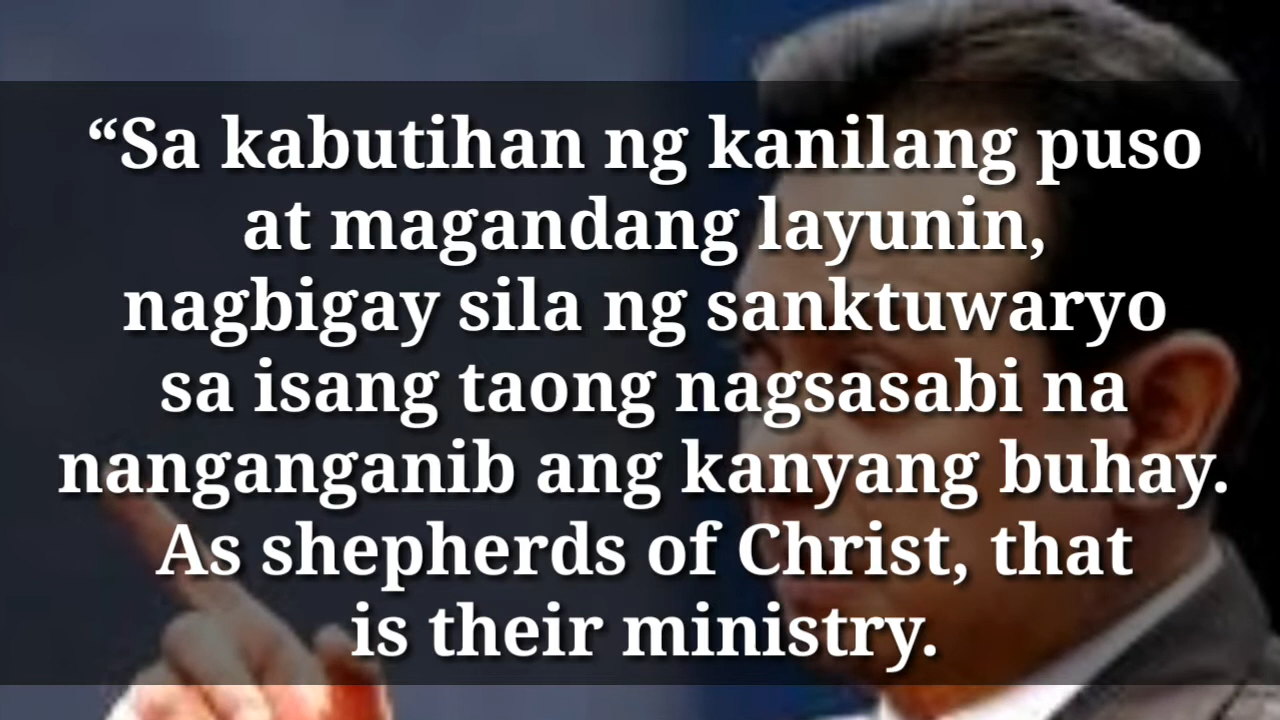 “Sa kabutihan ng kanilang puso
at magandang layunin,
nagbigay sila ng sanktuwaryo
sa isang taong nagsasabi na
nanganganib ang kanyang buhay.
As shepherds of Christ, that
is their ministry.